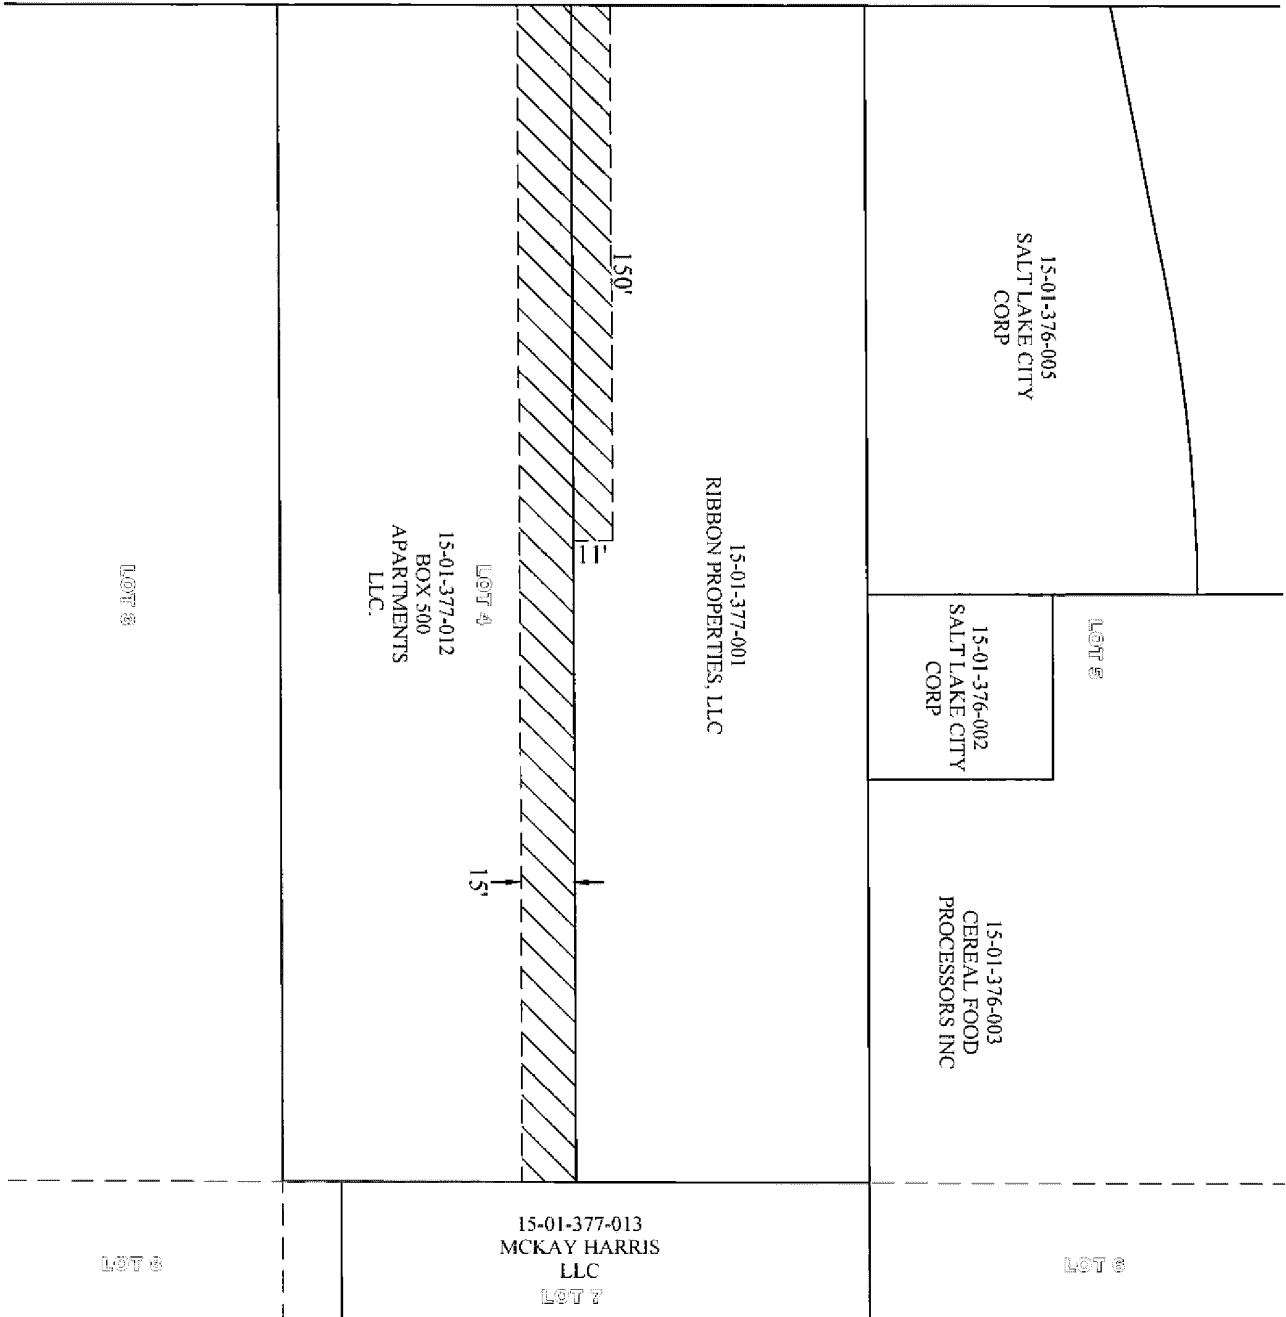 15-01-376-005
SALT LAKE CITY
CORP
150'
11'
15-01-377-001
RIBBON PROPERTIES, LLC
15-01-376-002
SALT LAKE CITY
CORP
LOT 5
LOT 3
LOT 4
15-01-377-012
BOX 500
APARTMENTS
LLC.
15'
15-01-376-003
CEREAL FOOD
PROCESSORS INC
15-01-377-013
MCKAY HARRIS
LLC
LOT 7
LOT 8
LOT 6